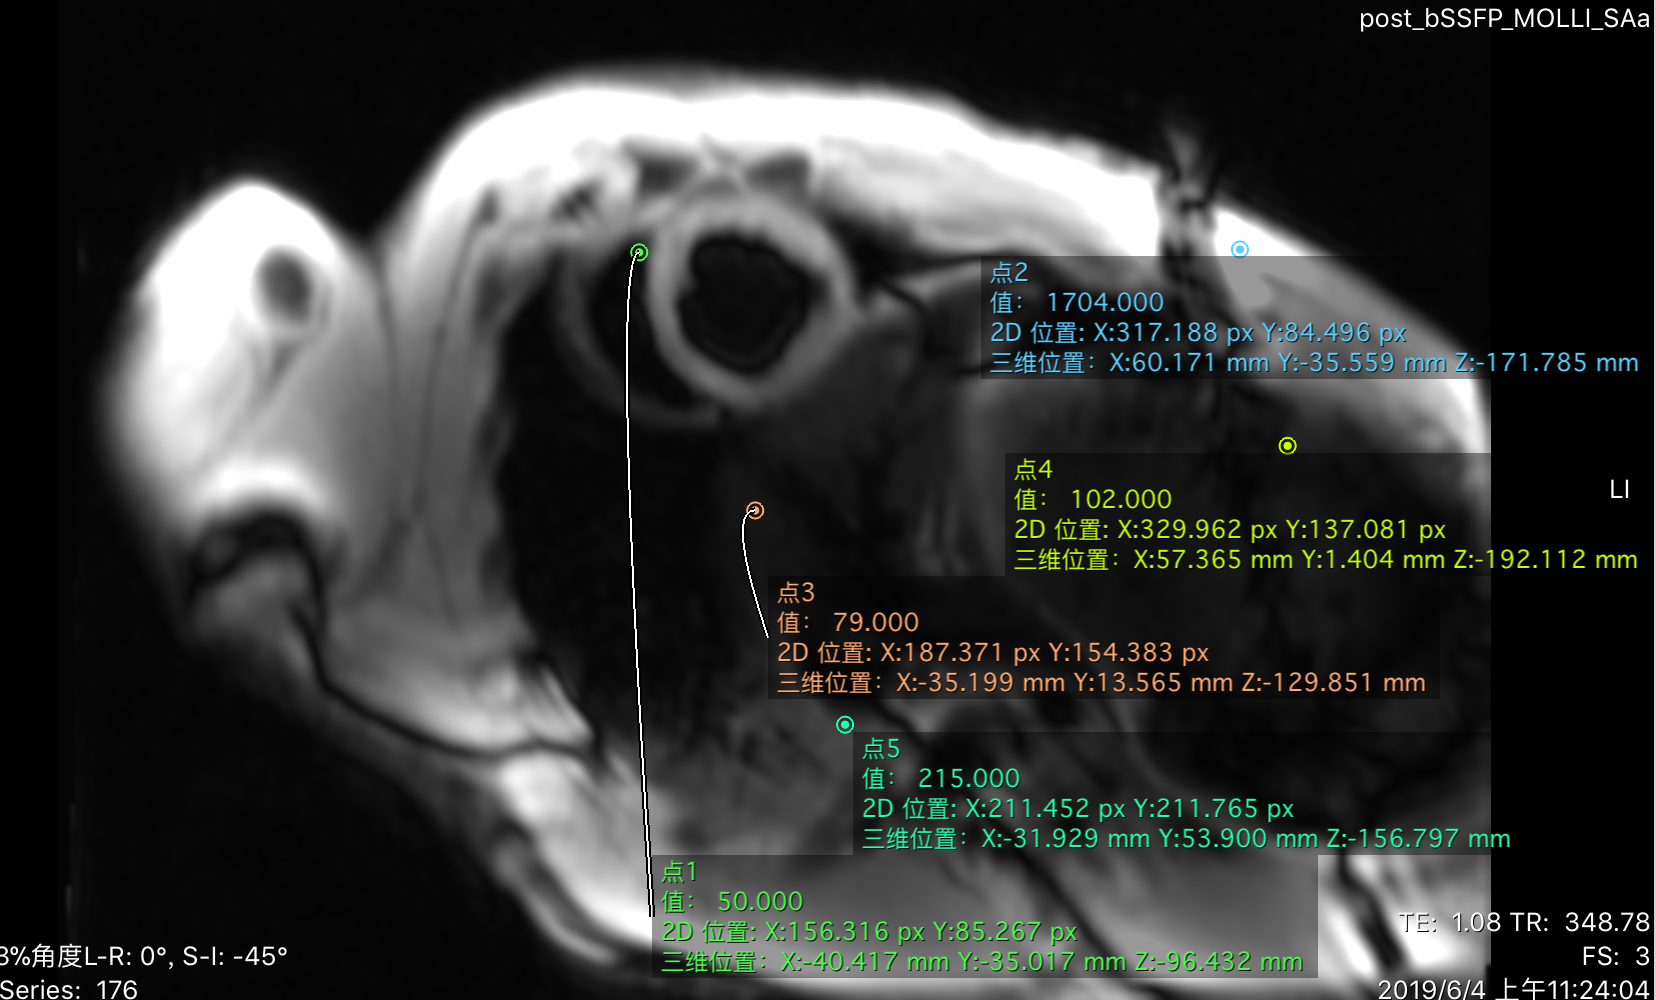 post_bSSFP_MOLLI_SAa
点2
值： 1704.000
2D 位置: X:317.188 px Y:84.496 px
三维位置：X:60.171 mm Y:-35.559 mm Z:-171.785 mm
点4
值： 102.000
2D 位置: X:329.962 px Y:137.081 px
三维位置：X:57.365 mm Y:1.404 mm Z:-192.112 mm
LI
点3
值： 79.000
2D 位置: X:187.371 px Y:154.383 px
三维位置：X:-35.199 mm Y:13.565 mm Z:-129.851 mm
点5
值： 215.000
2D 位置: X:211.452 px Y:211.765 px
三维位置：X:-31.929 mm Y:53.900 mm Z:-156.797 mm
点1
值： 50.000
2D 位置: X:156.316 px Y:85.267 px
三维位置：X:-40.417 mm Y:-35.017 mm Z:-96.432 mm
3%角度L-R: 0°, S-I: -45°
Series: 176
TE: 1.08 TR: 348.78
FS: 3
2019/6/4 上午11:24:04